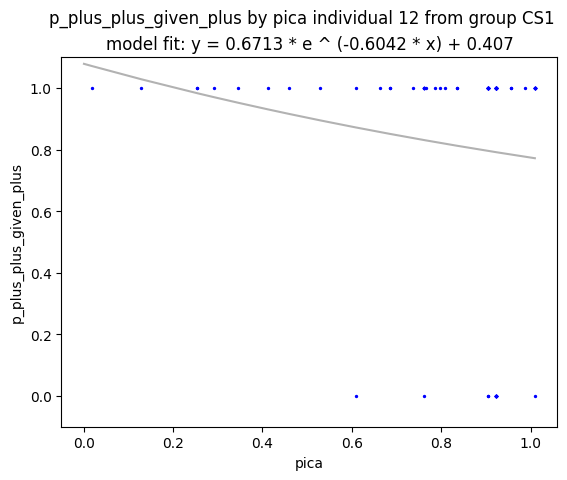 p_plus_plus_given_plus by pica individual 12 from group CS1
model fit: y = 0.6713 * e ^ (-0.6042 * x) + 0.407
1.0
0.8
0.6
0.4
0.2
0.0
p_plus_plus_given_plus
0.0 0.2 0.4 0.6 0.8 1.0
pica